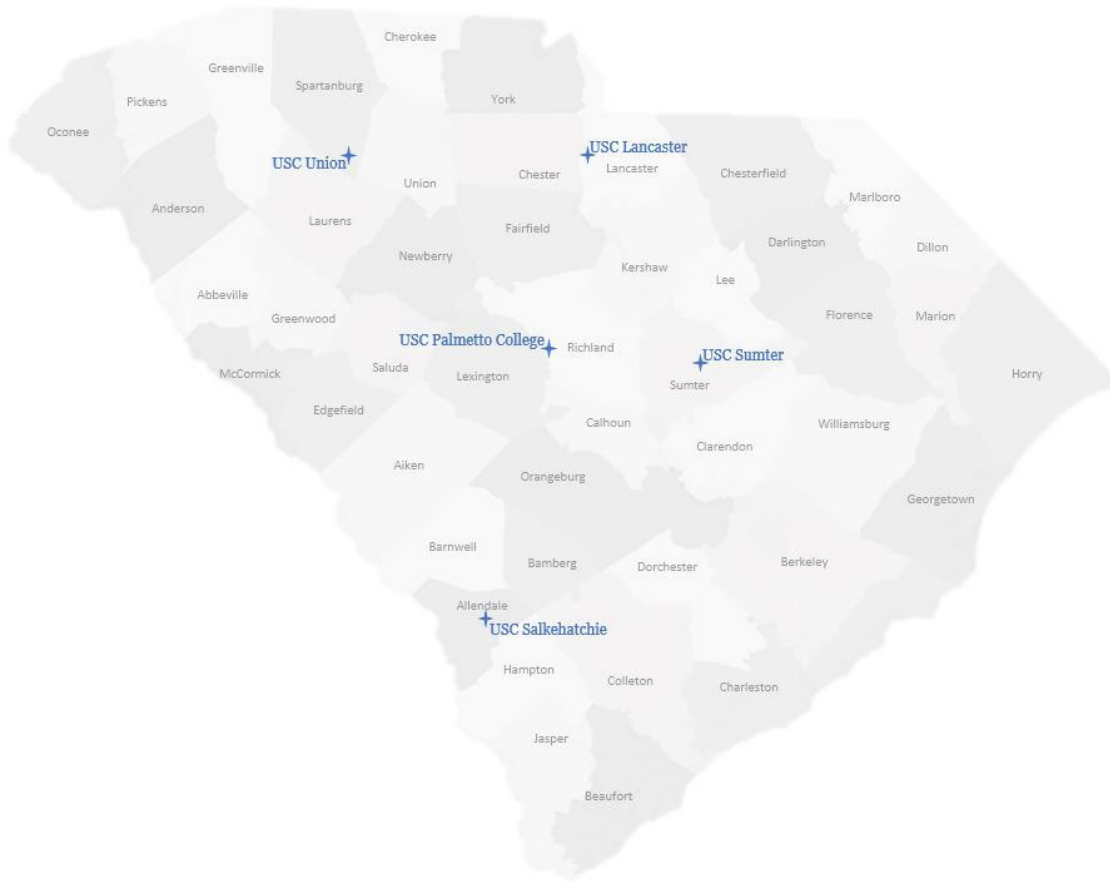 Cherokee
Greenville
Spartanburg
York
Pickens
Oconee
USC Union
USC Lancaster
Lancaster
Chester
Chesterfield
Union
Marlboro
Anderson
Laurens
Fairfield
Darlington
Dillon
Newberry
Kershaw
Lee
Abbeville
Greenwood
Florence
Marion
USC Palmetto College
Richland
USC Sumter
McCormick
Saluda
Lexington
Sumter
Horry
Edgefield
Calhoun
Williamsburg
Clarendon
Aiken
Orangeburg
Georgetown
Barnwell
Bamberg
Dorchester
Berkeley
Allendale
USC Salkehatchie
Hampton
Colleton
Charleston
Jasper
Beaufort